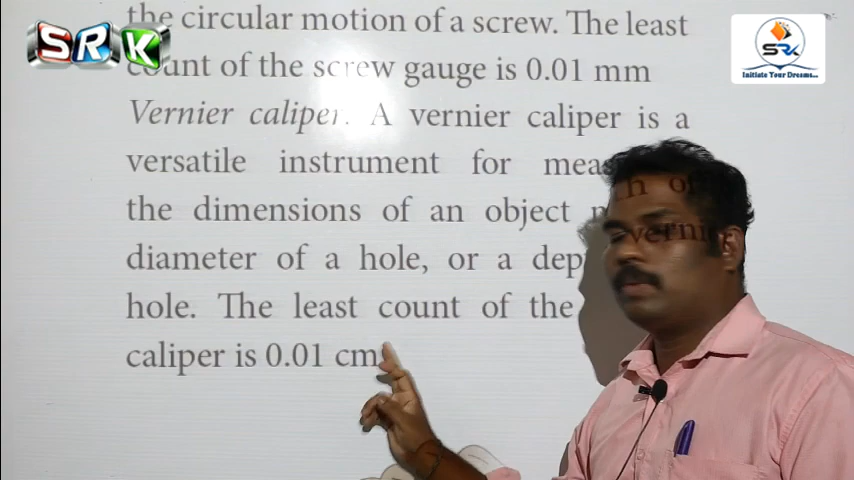 the circular motion of a screw. The least
count of the screw gauge is 0.01 mm
Vernier caliper. A vernier caliper is a
versatile instrument for
the dimensions of an object
diameter of a hole, or a
hole. The least count of the
caliper is 0.01 cm
SRK
SRK
Initiate Your Dreams...